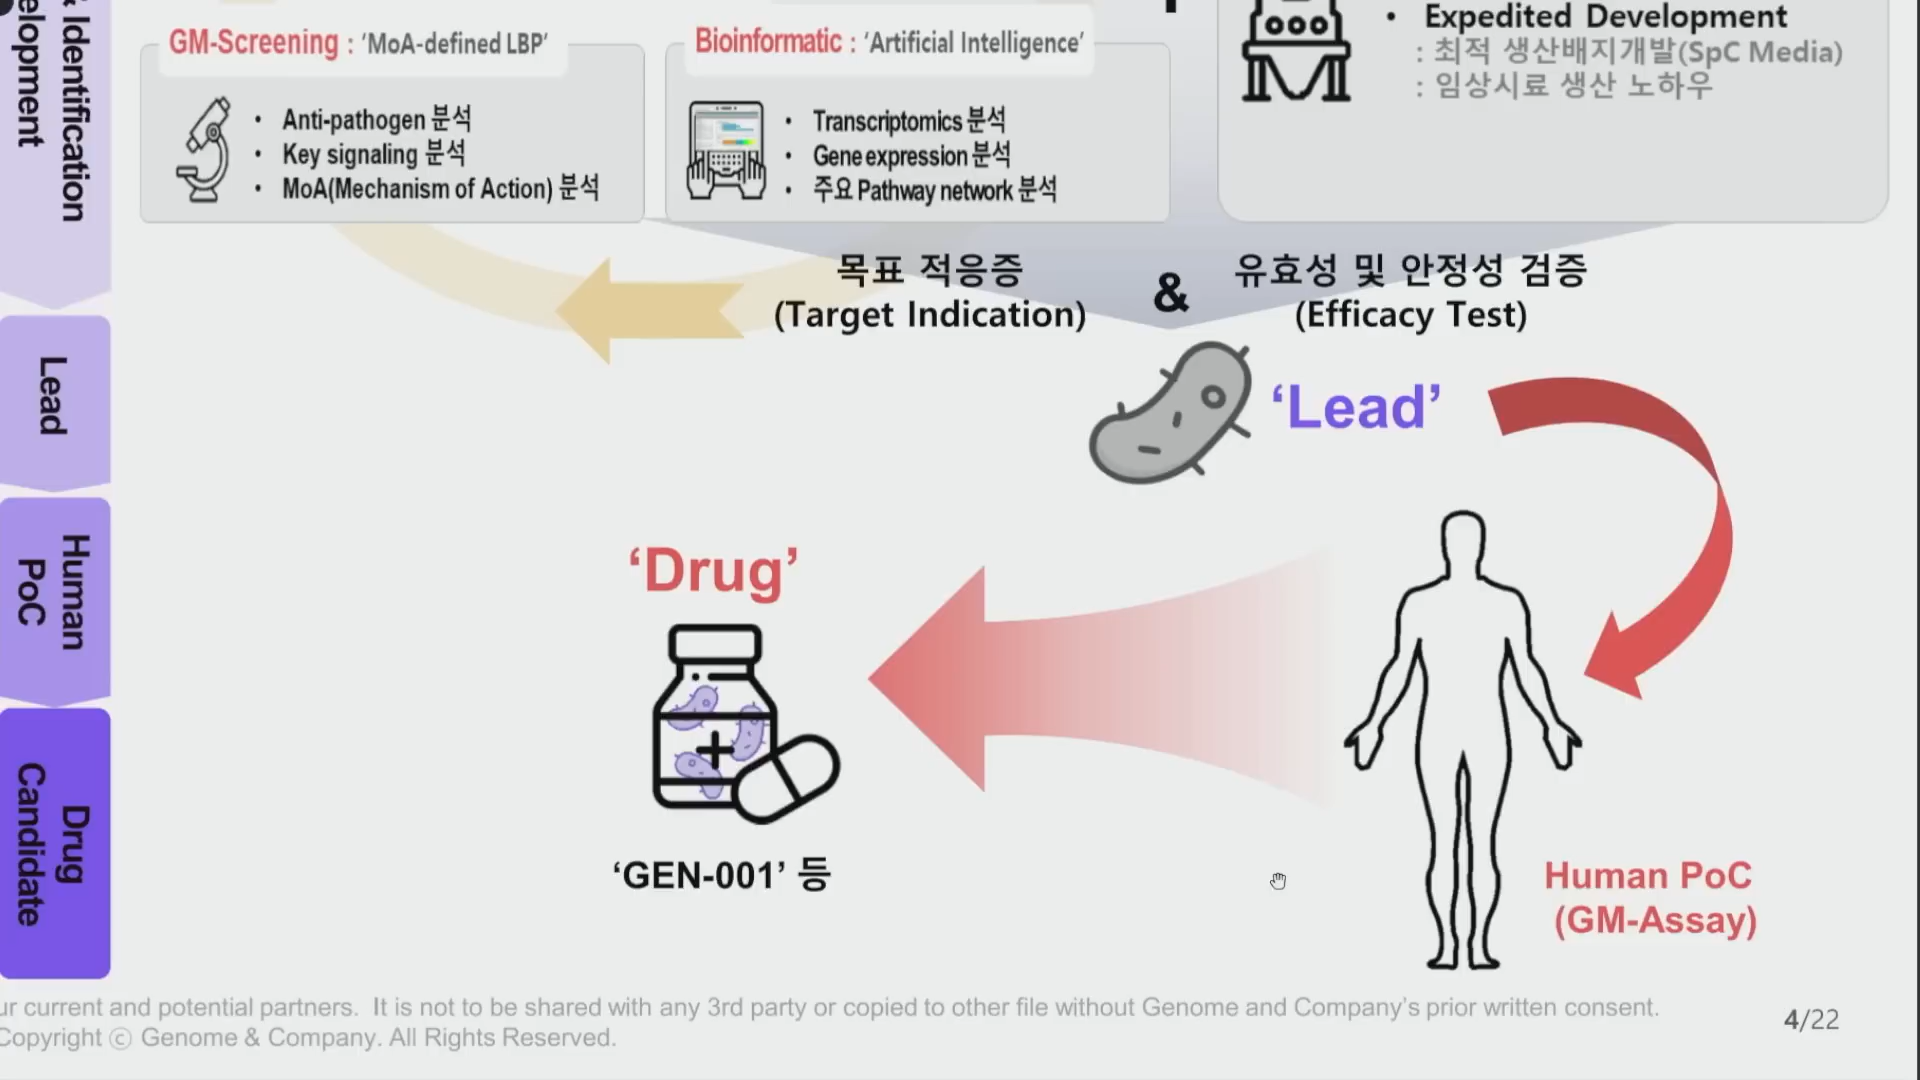 & Identification
elopment
GM-Screening : ‘MoA-defined LBP’
• Anti-pathogen 분석
• Key signaling 분석
• MoA(Mechanism of Action) 분석
Bioinformatic : ‘Artificial Intelligence’
• Transcriptomics 분석
• Gene expression 분석
• 주요 Pathway network 분석
• Expedited Development
: 최적 생산배지개발(SpC Media)
: 임상시료 생산 노하우
목표 적응증
(Target Indication)
&
유효성 및 안정성 검증
(Efficacy Test)
Lead
‘Lead’
Human
PoC
‘Drug’
Drug
Candidate
‘GEN-001’ 등
Human PoC
(GM-Assay)
ur current and potential partners. It is not to be shared with any 3rd party or copied to other file without Genome and Company’s prior written consent.
Copyright ⓒ Genome & Company. All Rights Reserved.
4/22